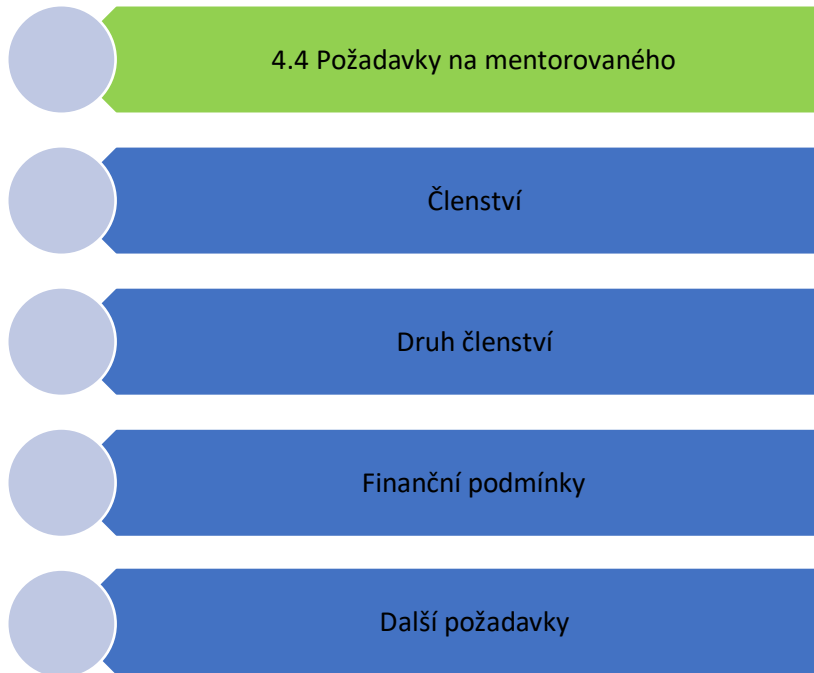 4.4 Požadavky na mentorovaného
Členství
Druh členství
Finanční podmínky
Další požadavky